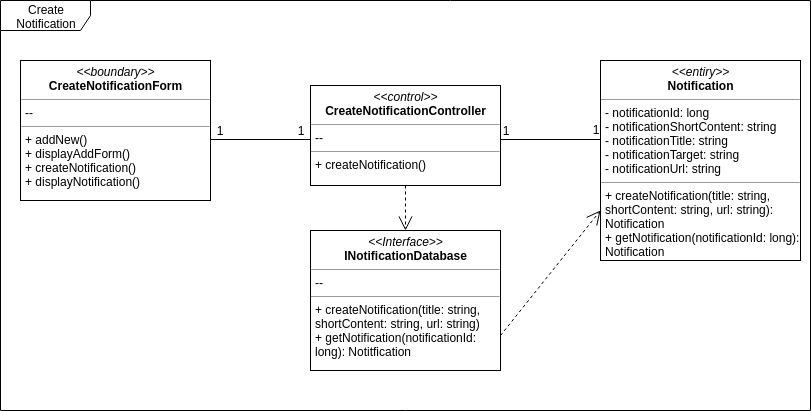 Create
Notification
<<boundary>>
CreateNotificationForm
--
+ addNew()
+ displayAddForm()
+ createNotification()
+ displayNotification()
1
1
<<control>>
CreateNotificationController
--
+ createNotification()
1
1
<<entiry>>
Notification
- notificationId: long
- notificationShortContent: string
- notificationTitle: string
- notificationTarget: string
- notificationUrl: string
+ createNotification(title: string,
shortContent: string, url: string):
Notification
+ getNotification(notificationId: long):
Notification
<<Interface>>
INotificationDatabase
--
+ createNotification(title: string,
shortContent: string, url: string)
+ getNotification(notificationId:
long): Notitfication